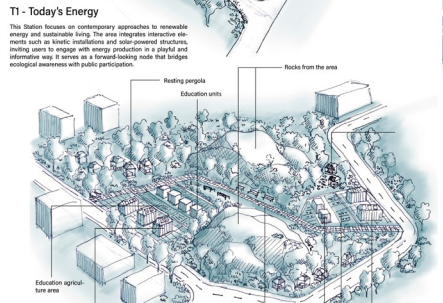 T1 - Today's Energy
This Station focuses on contemporary approaches to renewable
energy and sustainable living. The area integrates interactive ele-
ments such as kinetic installations and solar-powered structures,
inviting users to engage with energy production in a playful and
informative way. It serves as a forward-looking node that bridges
ecological awareness with public participation.
Rocks from the area
Resting pergola
Education units
Education agricul-
ture area